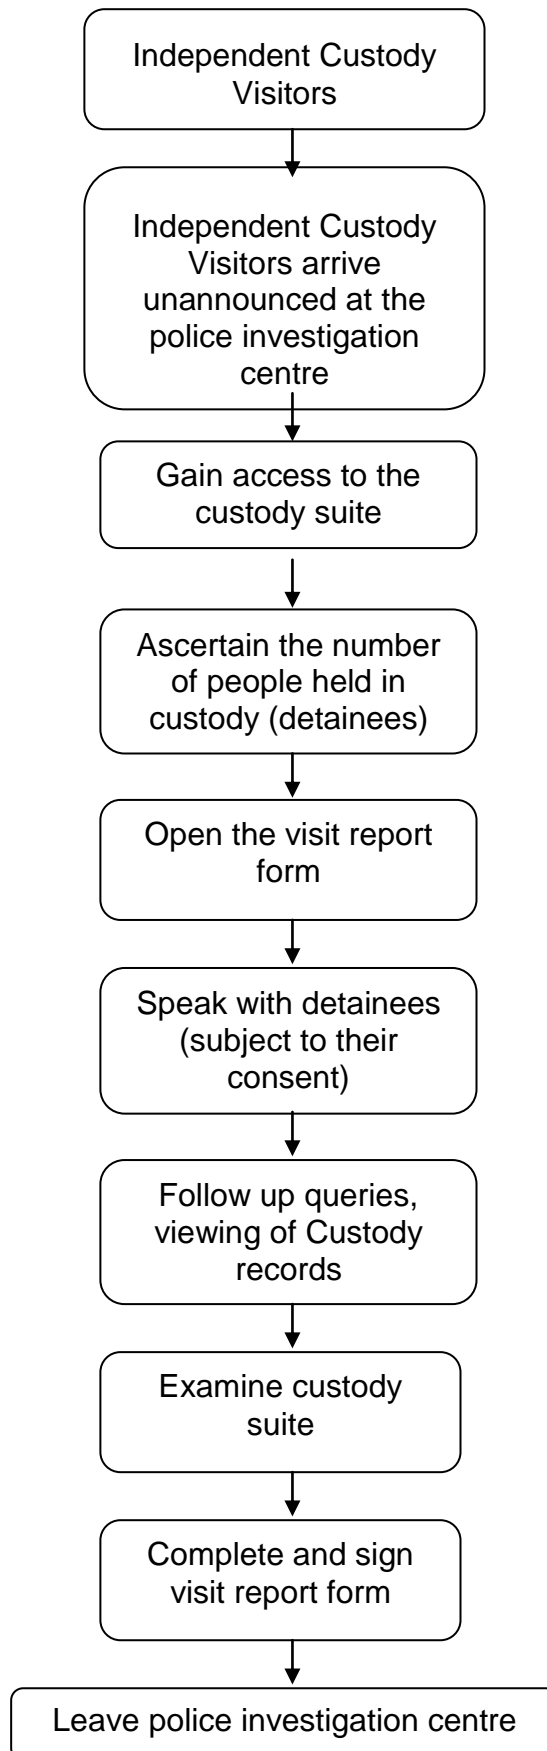 Independent Custody
Visitors
Independent Custody
Visitors arrive
unannounced at the
police investigation
centre
Gain access to the
custody suite
Ascertain the number
of people held in
custody (detainees)
Open the visit report
form
Speak with detainees
(subject to their
consent)
Follow up queries,
viewing of Custody
records
Examine custody
suite
Complete and sign
visit report form
Leave police investigation centre